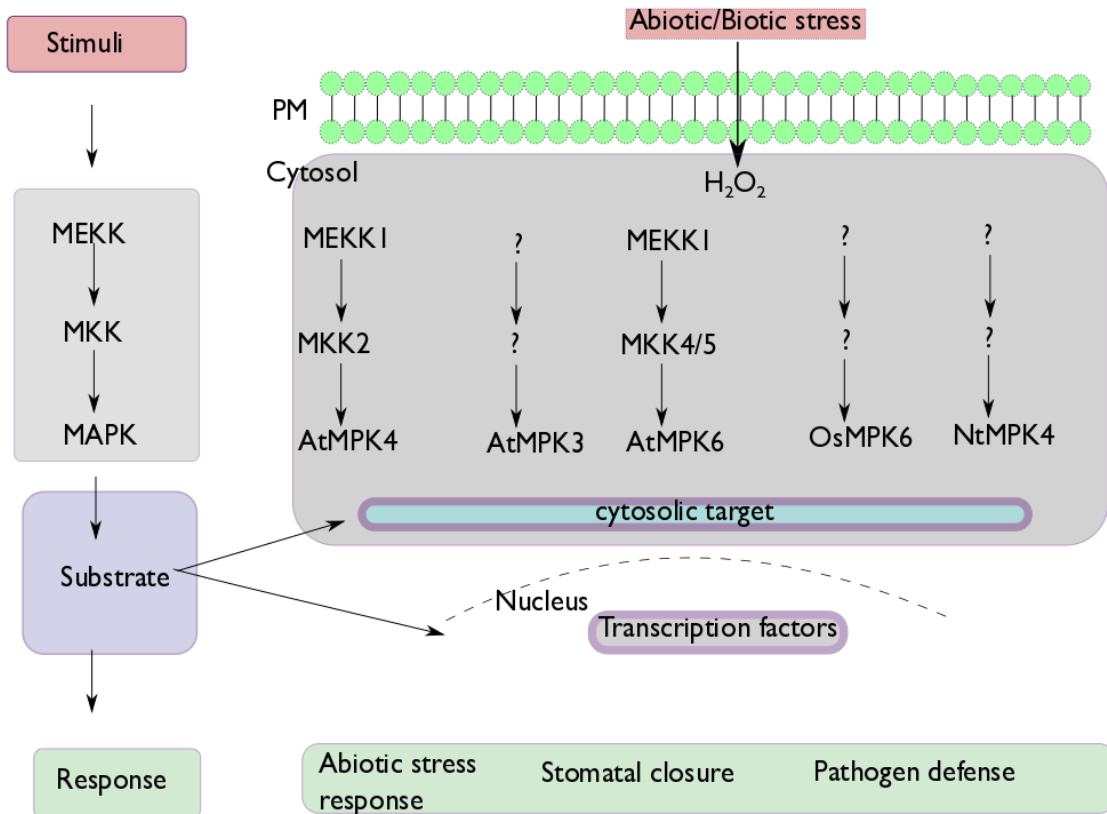 Stimuli
MEKK
MKK
MAPK
Substrate
Response
Abiotic/Biotic stress
PM
Cytosol
H₂O₂
MEKK1 ? MEKK1 ? ?
MKK2 ? MKK4/5 ? ?
AtMPK4 AtMPK3 AtMPK6 OsMPK6 NtMPK4
cytosolic target
Nucleus
Transcription factors
Abiotic stress
response
Stomatal closure
Pathogen defense